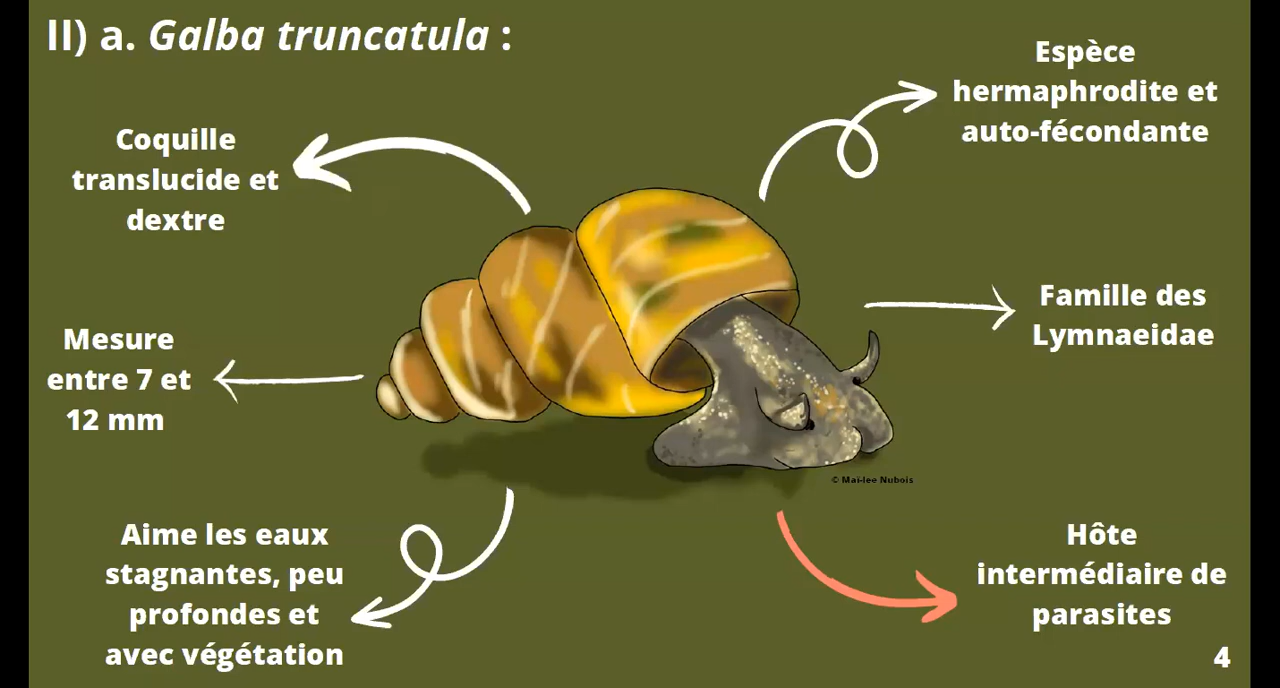 II) a. Galba truncatula :
Espèce
hermaphrodite et
auto-fécondante
Coquille
translucide et
dextre
Famille des
Lymnaeidae
Mesure
entre 7 et
12 mm
© Mai-lee Nubois
Aime les eaux
stagnantes, peu
profondes et
avec végétation
Hôte
intermédiaire de
parasites
4